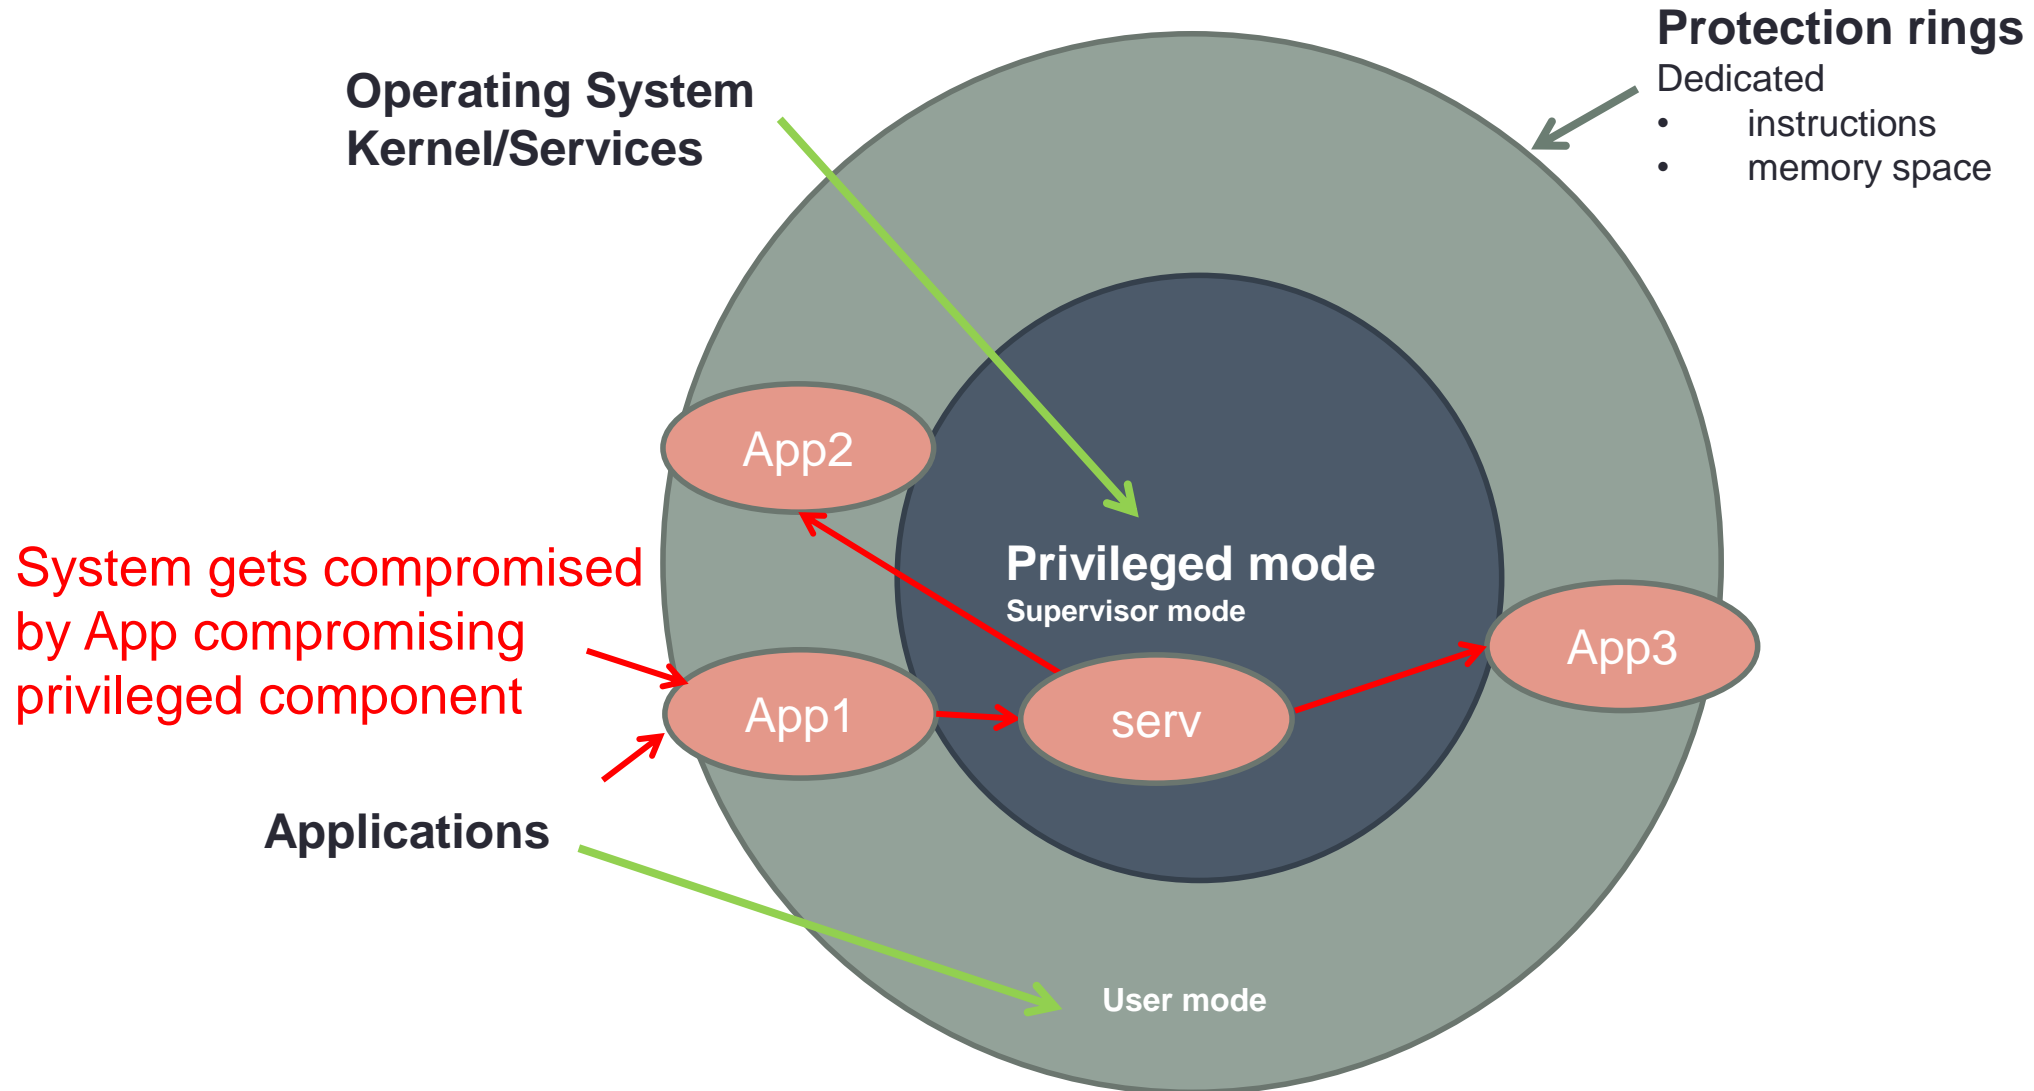 Protection rings
Dedicated
• instructions
• memory space
Operating System
Kernel/Services
App2
Privileged mode
Supervisor mode
System gets compromised
by App compromising
privileged component
App1
serv
App3
Applications
User mode